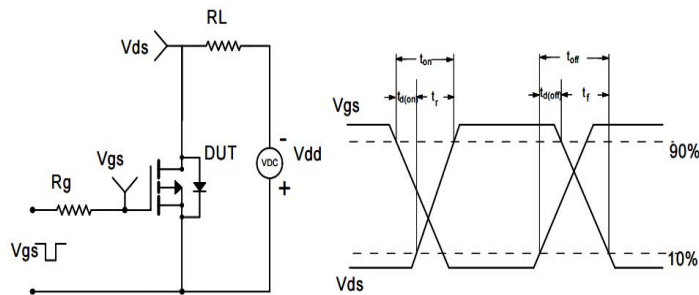 RL
Vds
Vgs
DUT
VDC
-
+
Vdd
Rg
Vgs
ton
toff
td(on)
tr
td(off)
tf
Vgs
90%
10%
Vds